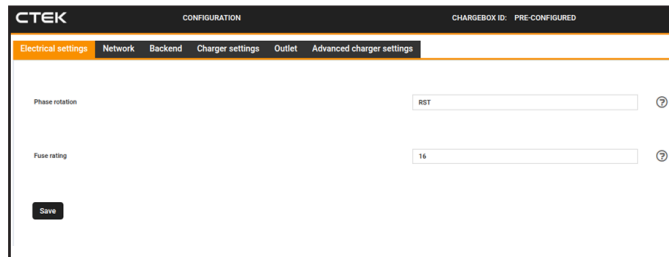 CTEK CONFIGURATION CHARGEBOX ID: PRE-CONFIGURED
Electrical settings Network Backend Charger settings Outlet Advanced charger settings
Phase rotation RST ?
Fuse rating 16 ?
Save